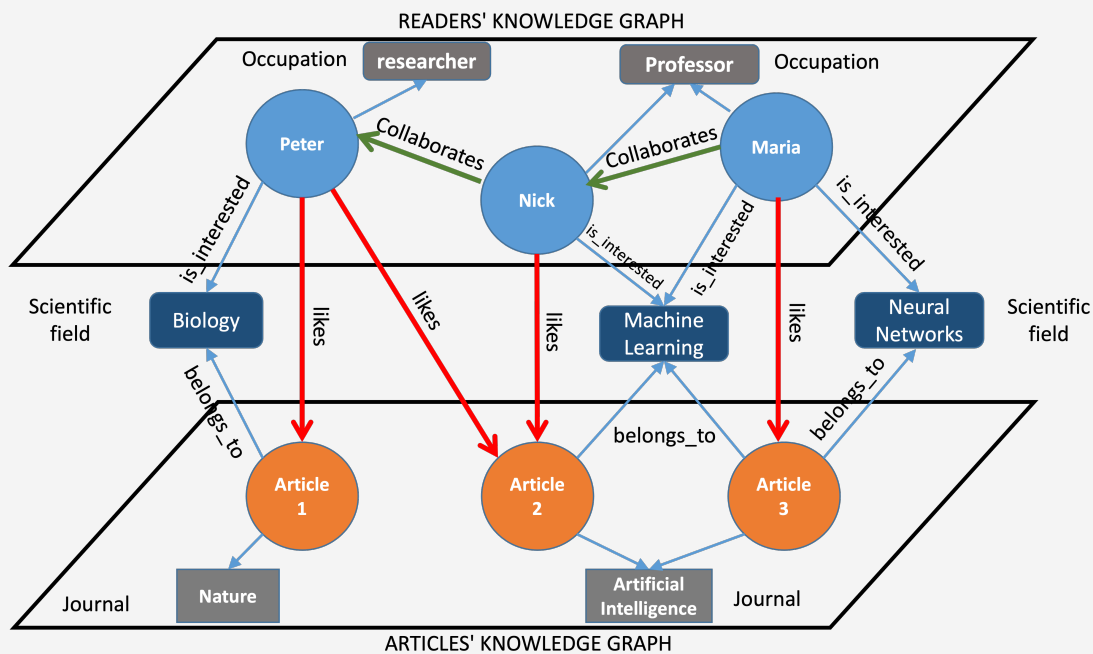 READERS' KNOWLEDGE GRAPH
Occupation
researcher
Professor
Occupation
Peter
Collaborates
Nick
Collaborates
Maria
is_interested
is_interested
is_interested
is_interested
Scientific
field
Biology
likes
likes
likes
Machine
Learning
likes
Neural
Networks
Scientific
field
belongs_to
belongs_to
belongs_to
Article
1
Article
2
Article
3
Journal
Nature
Artificial
Intelligence
Journal
ARTICLES' KNOWLEDGE GRAPH